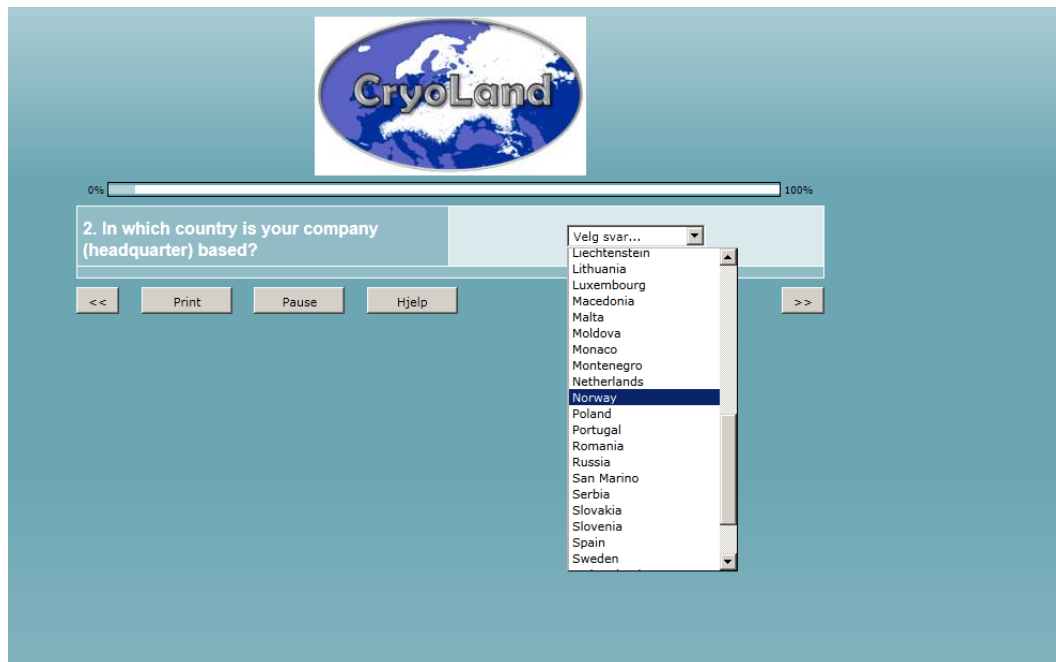 CryoLand
0% 100%
2. In which country is your company
(headquarter) based?
Velg svar...
Liechtenstein
Lithuania
Luxembourg
Macedonia
Malta
Moldova
Monaco
Montenegro
Netherlands
Norway
Poland
Portugal
Romania
Russia
San Marino
Serbia
Slovakia
Slovenia
Spain
Sweden
<< Print Pause Hjelp >>